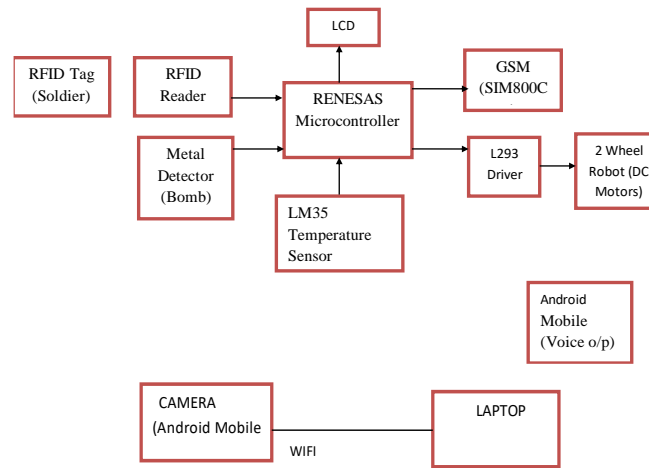 LCD
RFID Tag
(Soldier)
RFID
Reader
RENESAS
Microcontroller
GSM
(SIM800C
Metal
Detector
(Bomb)
L293
Driver
2 Wheel
Robot (DC
Motors)
LM35
Temperature
Sensor
Android
Mobile
(Voice o/p)
CAMERA
(Android Mobile
WIFI
LAPTOP